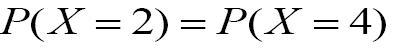 P(X = 2) = P(X = 4)